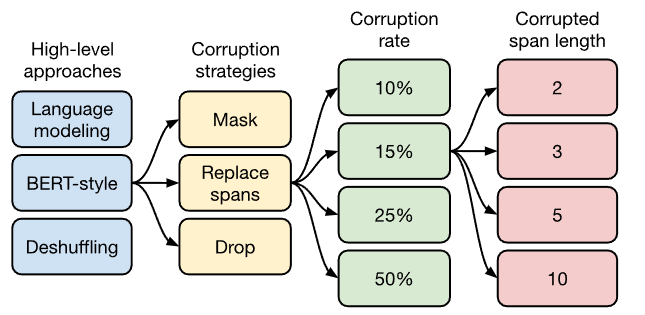 High-level
approaches
Language
modeling
BERT-style
Deshuffling
Corruption
strategies
Mask
Replace
spans
Drop
Corruption
rate
10%
15%
25%
50%
Corrupted
span length
2
3
5
10